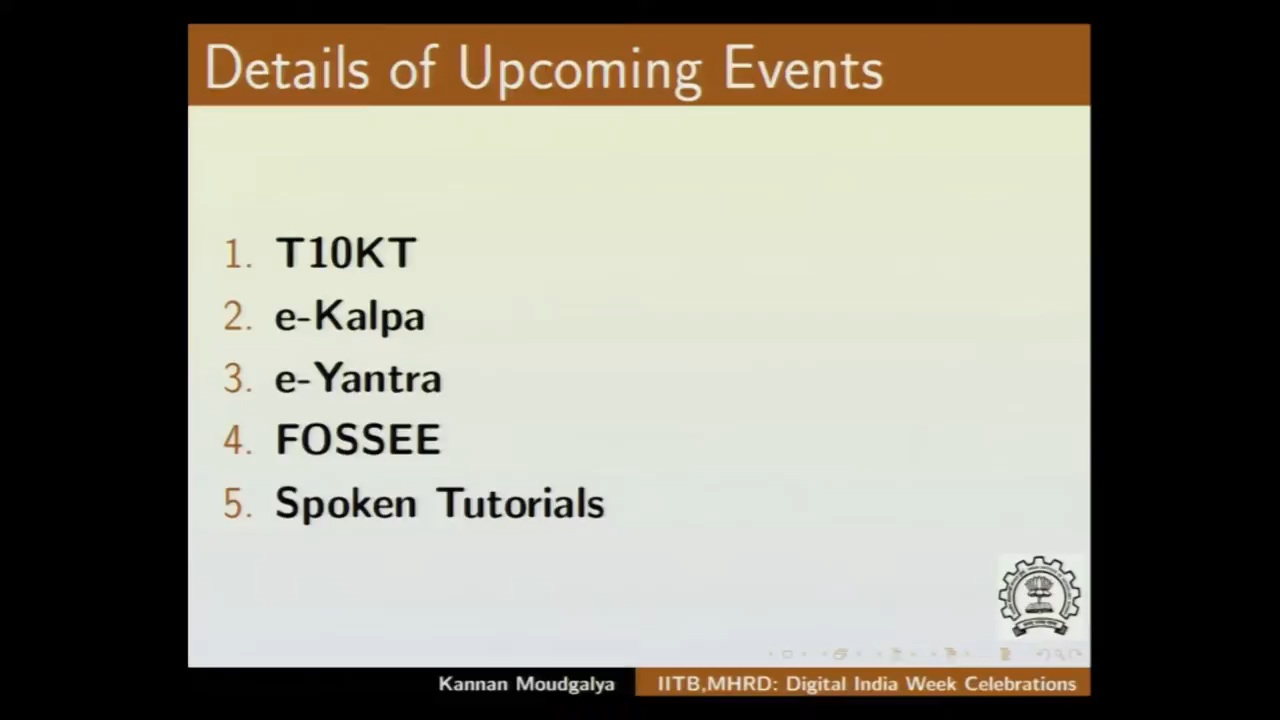 Details of Upcoming Events
1. T10KT
2. e-Kalpa
3. e-Yantra
4. FOSSEE
5. Spoken Tutorials
Kannan Moudgalya
IITB,MHRD: Digital India Week Celebrations